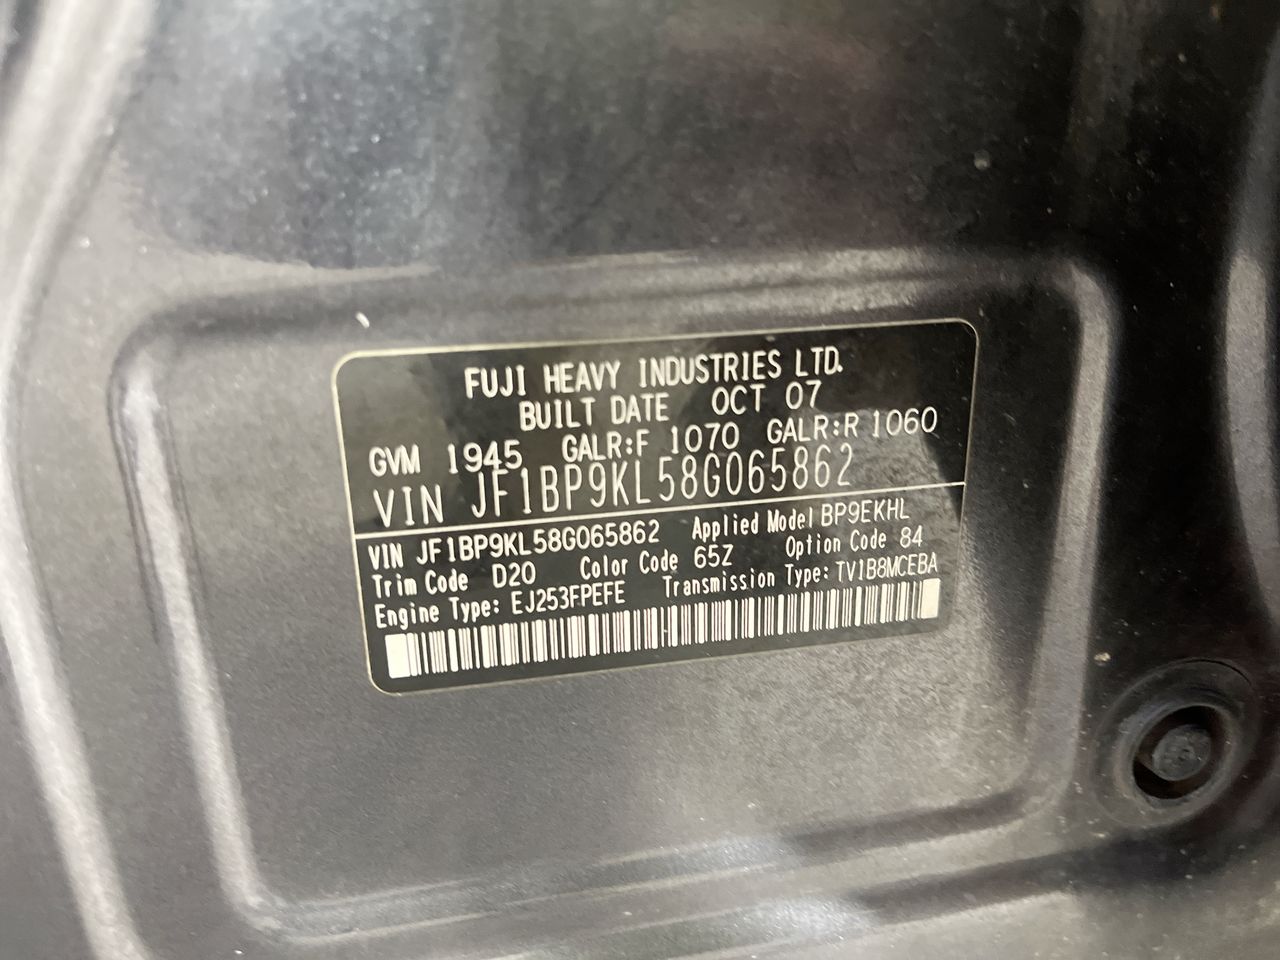 FUJI HEAVY INDUSTRIES LTD.
BUILT DATE OCT 07
GVM 1945 GALR:F 1070 GALR:R 1060
VIN JF1BP9KL58G065862
VIN JF1BP9KL58G065862 Applied Model BP9EKHL
Trim Code D20 Color Code 65Z Option Code 84
Engine Type: EJ253FPEFE Transmission Type: TV1B8MCEBA